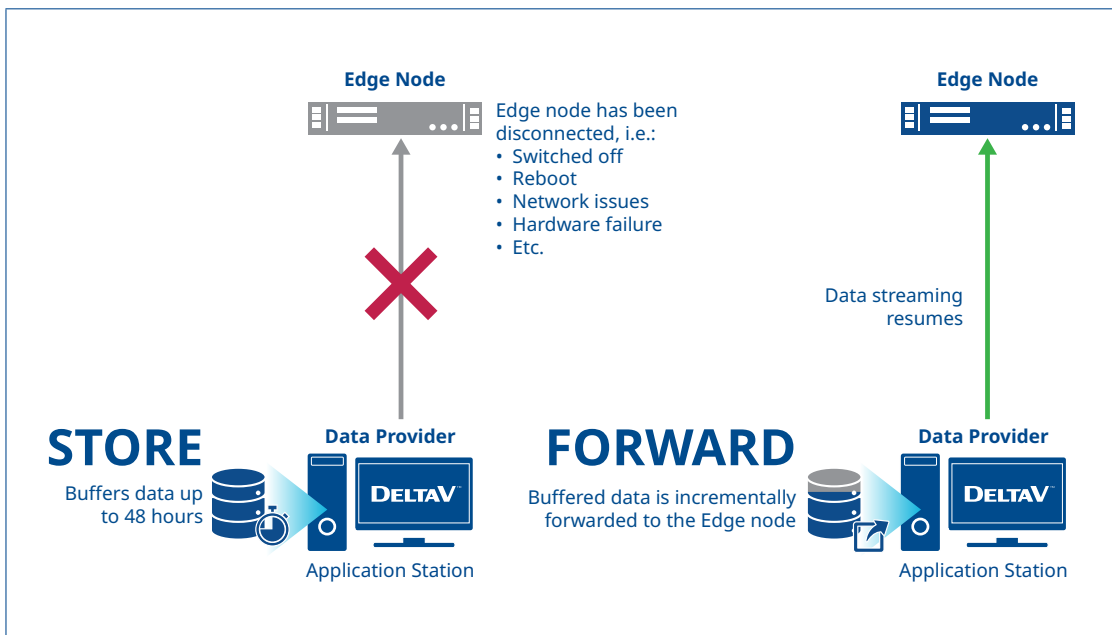 Edge Node
Edge node has been
disconnected, i.e.:
• Switched off
• Reboot
• Network issues
• Hardware failure
• Etc.
STORE
Buffers data up
to 48 hours
Data Provider
DELTAV™
Application Station
Edge Node
Data streaming
resumes
FORWARD
Buffered data is incrementally
forwarded to the Edge node
Data Provider
DELTAV™
Application Station